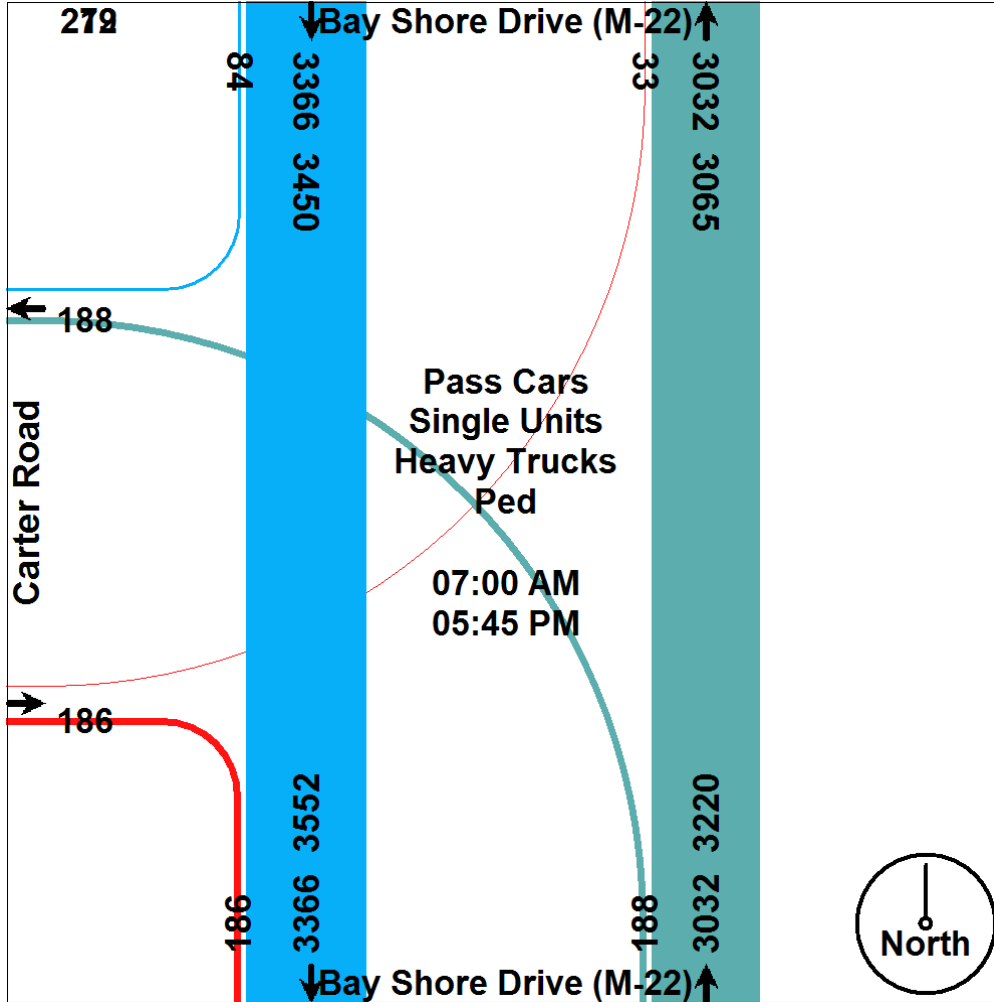 Bay Shore Drive (M-22)
84
3366 3450
33
3032 3065
188
Pass Cars
Single Units
Heavy Trucks
Ped
Carter Road
07:00 AM
05:45 PM
186
186
3366 3552
188
3032 3220
North
Bay Shore Drive (M-22)